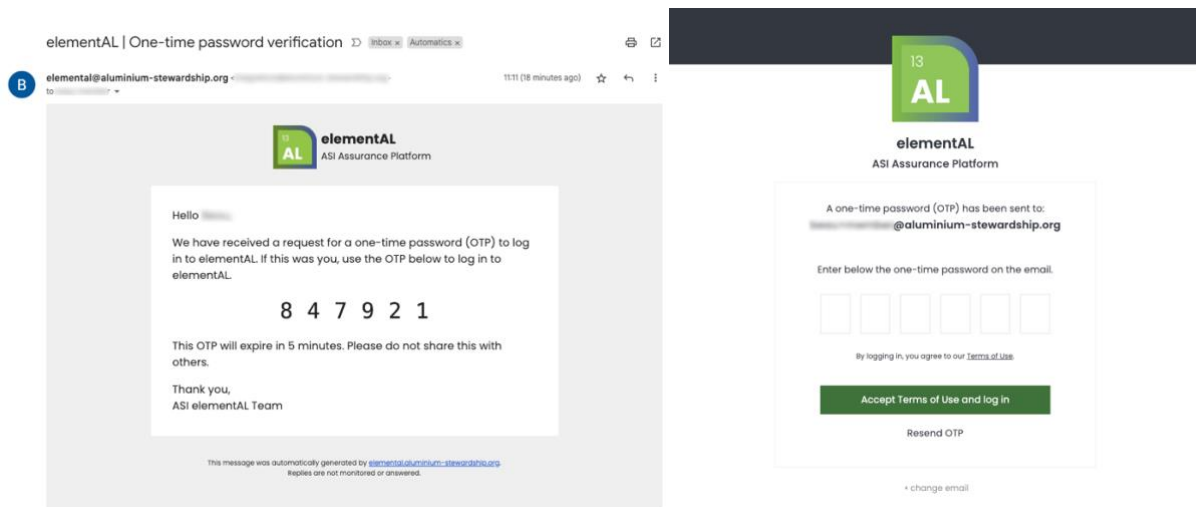 elementAL | One-time password verification
Inbox ×
Automatics ×
B
elemental@aluminium-stewardship.org
11:11 (18 minutes ago)
to
13
AL
elementAL
ASI Assurance Platform
Hello
We have received a request for a one-time password (OTP) to log
in to elementAL. If this was you, use the OTP below to log in to
elementAL.
8 4 7 9 2 1
This OTP will expire in 5 minutes. Please do not share this with
others.
Thank you,
ASI elementAL Team
This message was automatically generated by elemental.aluminium-stewardship.org.
Replies are not monitored or answered.
13
AL
elementAL
ASI Assurance Platform
A one-time password (OTP) has been sent to:
@aluminium-stewardship.org
Enter below the one-time password on the email.
By logging in, you agree to our Terms of Use.
Accept Terms of Use and log in
Resend OTP
‹ change email